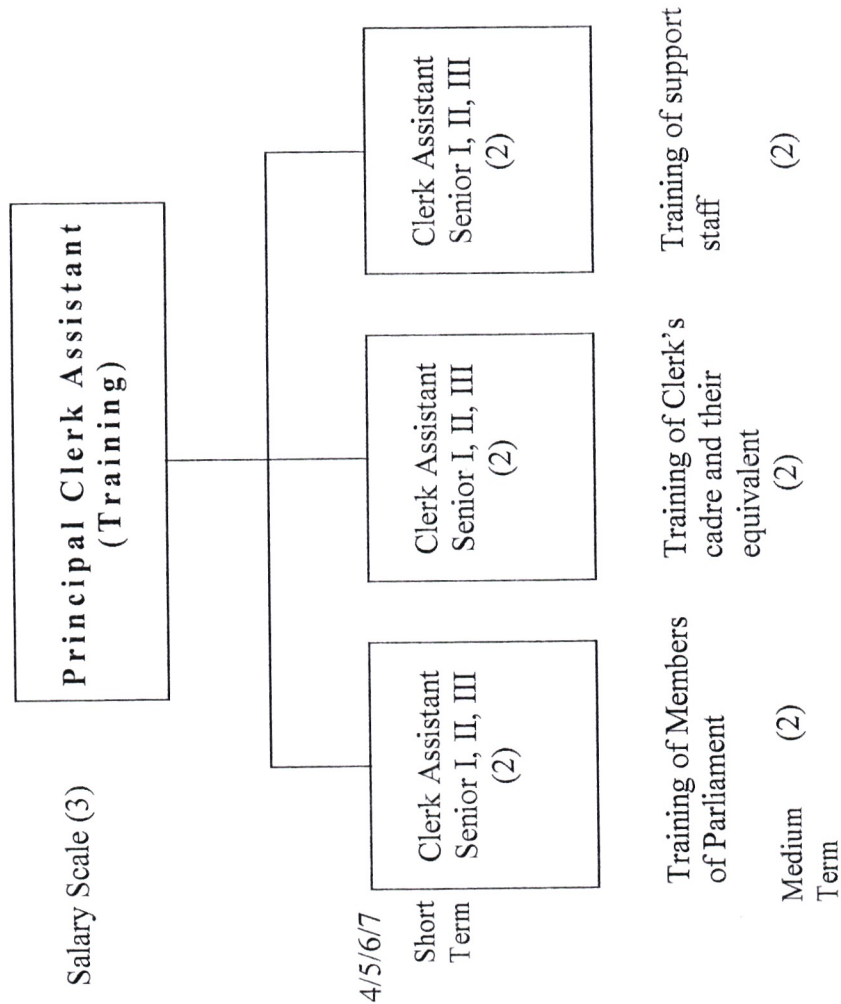 Salary Scale (3)
Principal Clerk Assistant
(Training)
4/5/6/7
Short
Term
Clerk Assistant
Senior I, II, III
(2)
Clerk Assistant
Senior I, II, III
(2)
Clerk Assistant
Senior I, II, III
(2)
Training of Members
of Parliament
Training of Clerk's
cadre and their
equivalent
Training of support
staff
Medium
Term
(2)
(2)
(2)